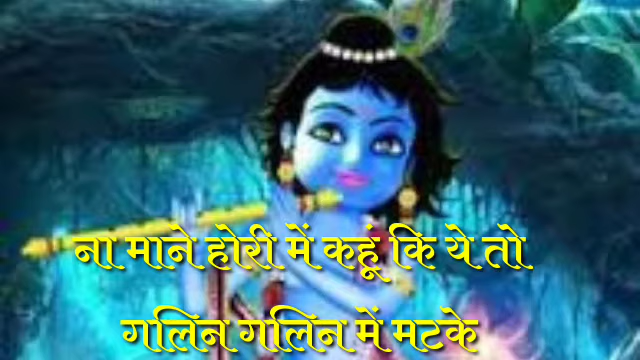 ना माने होरी में कहूं कि ये तो
गलिन गलिन में मटके